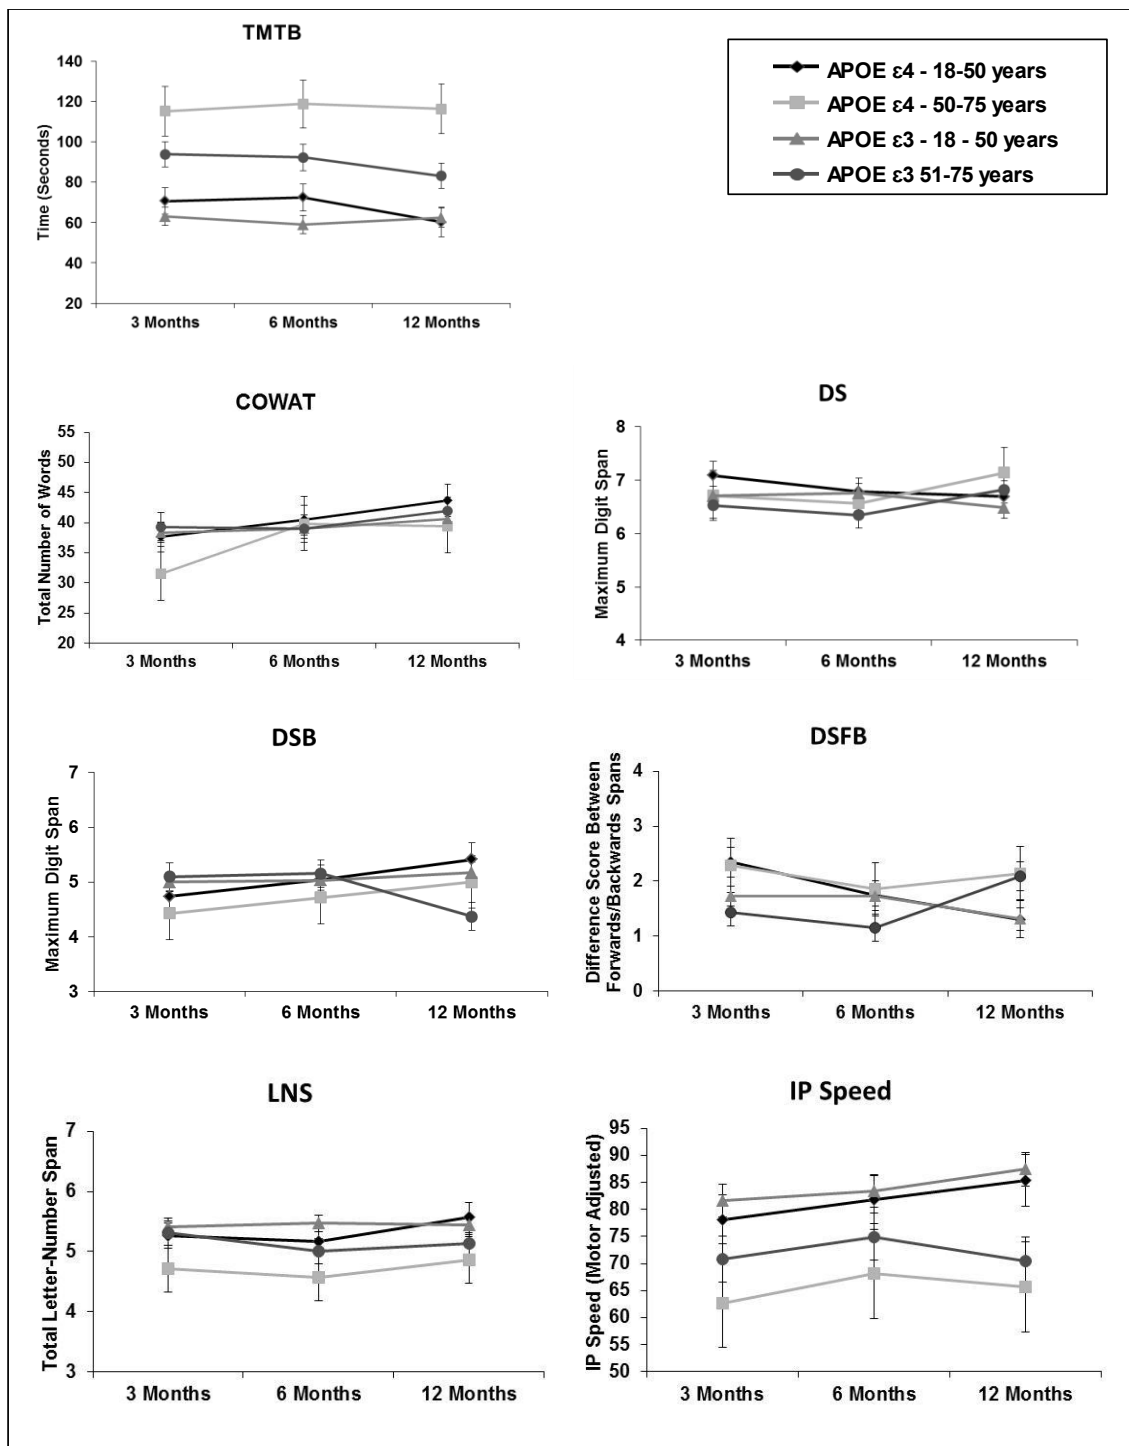 TMTB
140
120
100
80
60
40
20
Time (Seconds)
3 Months 6 Months 12 Months
APOE ε4 - 18-50 years
APOE ε4 - 50-75 years
APOE ε3 - 18 - 50 years
APOE ε3 51-75 years
COWAT
55
50
45
40
35
30
25
20
Total Number of Words
3 Months 6 Months 12 Months
DS
8
7
6
5
4
Maximum Digit Span
3 Months 6 Months 12 Months
DSB
7
6
5
4
3
Maximum Digit Span
3 Months 6 Months 12 Months
DSFB
4
3
2
1
0
Difference Score Between
Forwards/Backwards Spans
3 Months 6 Months 12 Months
LNS
7
6
5
4
3
Total Letter-Number Span
3 Months 6 Months 12 Months
IP Speed
95
90
85
80
75
70
65
60
55
50
IP Speed (Motor Adjusted)
3 Months 6 Months 12 Months